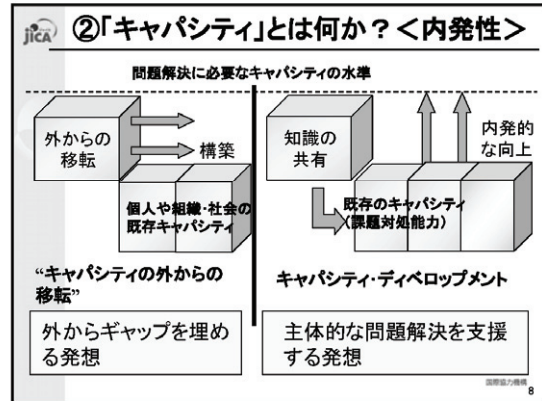 jICA
②「キャパシティ」とは何か？＜内発性＞
問題解決に必要なキャパシティの水準
外からの
移転
構築
個人や組織・社会の
既存キャパシティ
“キャパシティの外からの
移転”
外からギャップを埋め
る発想
知識の
共有
内発的
な向上
既存のキャパシティ
（課題対処能力）
キャパシティ・ディベロップメント
主体的な問題解決を支援
する発想
国際協力機構
8